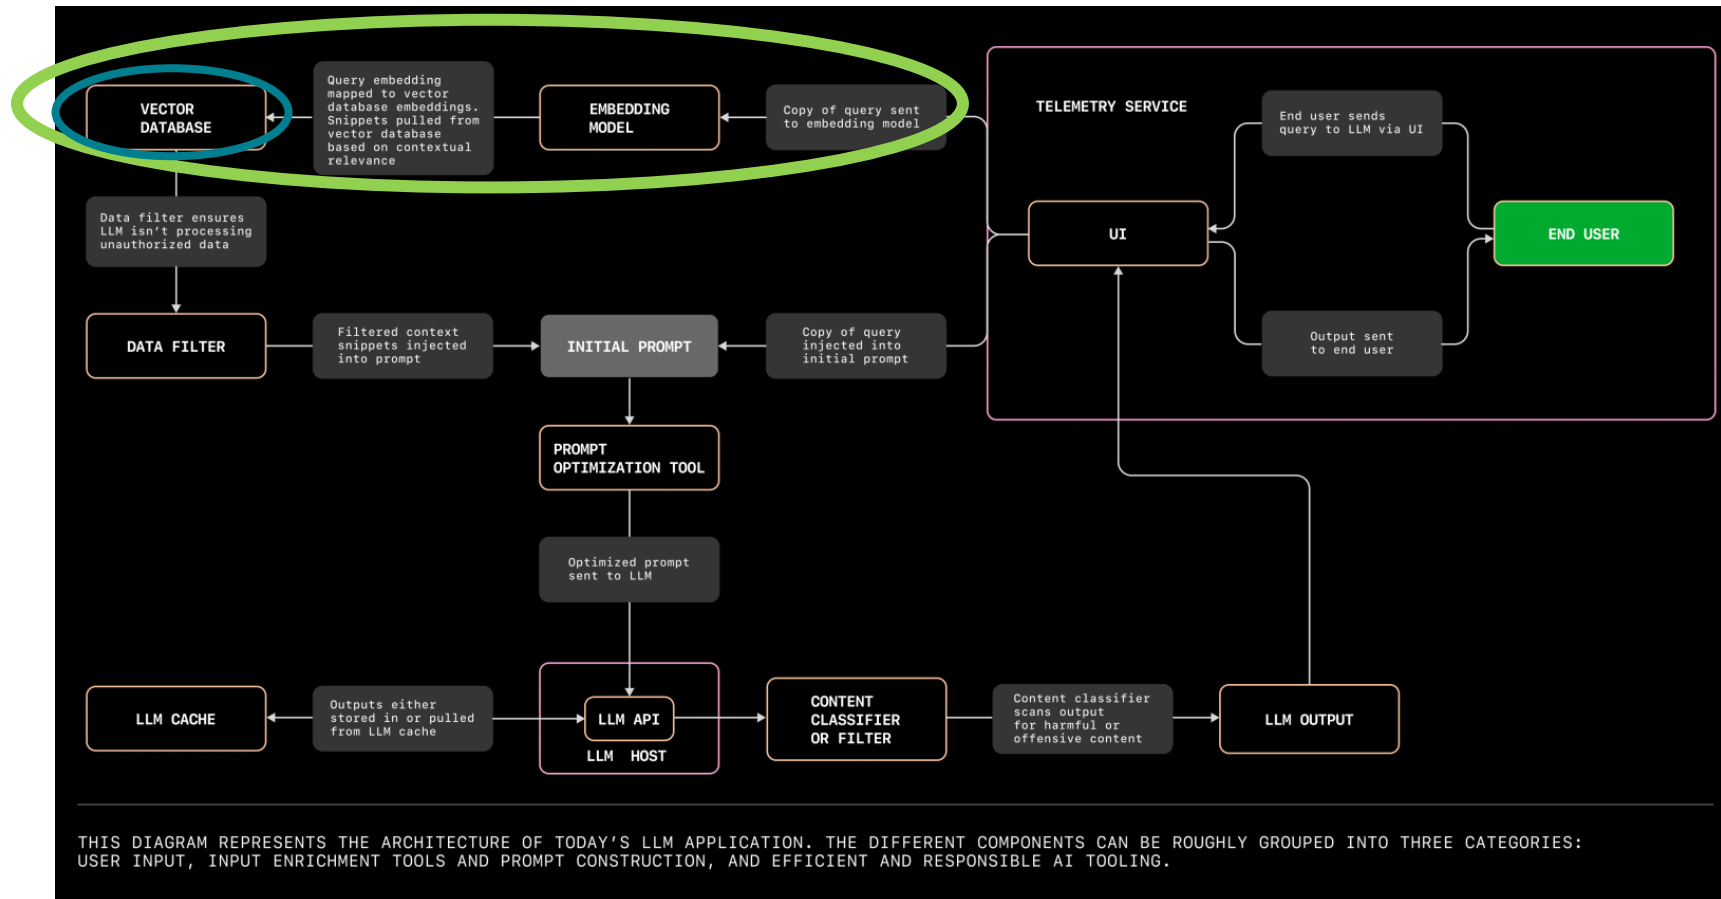 VECTOR
DATABASE
Query embedding
mapped to vector
database embeddings.
Snippets pulled from
vector database
based on contextual
relevance
EMBEDDING
MODEL
Copy of query sent
to embedding model
TELEMETRY SERVICE
End user sends
query to LLM via UI
UI
END USER
Output sent
to end user
Data filter ensures
LLM isn't processing
unauthorized data
DATA FILTER
Filtered context
snippets injected
into prompt
INITIAL PROMPT
Copy of query
injected into
initial prompt
PROMPT
OPTIMIZATION TOOL
Optimized prompt
sent to LLM
LLM CACHE
Outputs either
stored in or pulled
from LLM cache
LLM API
LLM HOST
CONTENT
CLASSIFIER
OR FILTER
Content classifier
scans output
for harmful or
offensive content
LLM OUTPUT
THIS DIAGRAM REPRESENTS THE ARCHITECTURE OF TODAY'S LLM APPLICATION. THE DIFFERENT COMPONENTS CAN BE ROUGHLY GROUPED INTO THREE CATEGORIES:
USER INPUT, INPUT ENRICHMENT TOOLS AND PROMPT CONSTRUCTION, AND EFFICIENT AND RESPONSIBLE AI TOOLING.